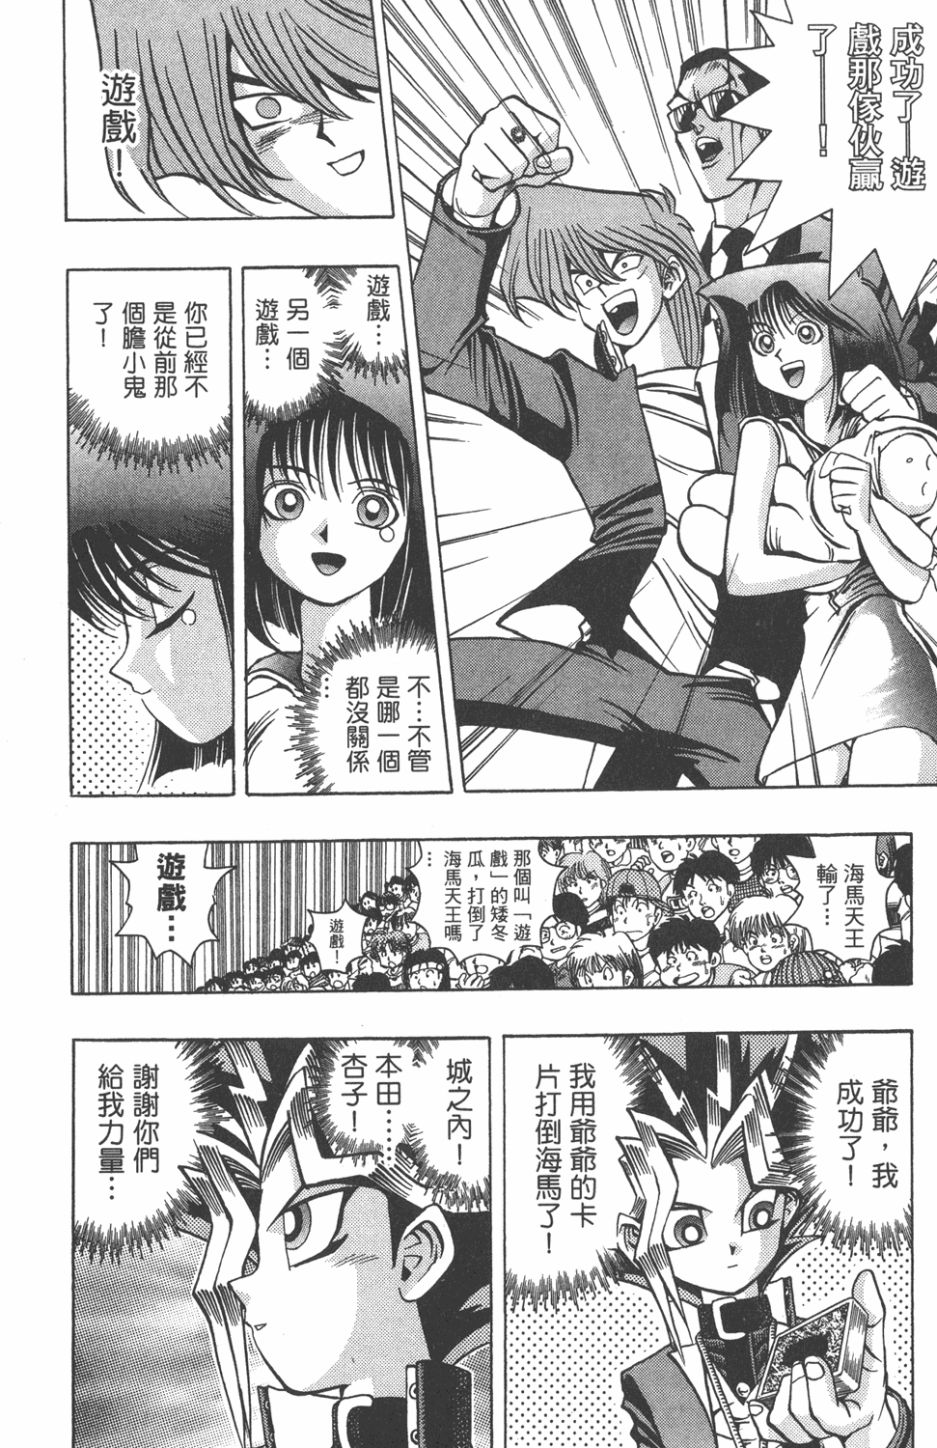 成功了—遊
戲那傢伙贏
了——！
遊戲！
遊戲…
另一個
遊戲…
不…不管
是哪一個
都沒關係
…
你已經不
是從前那
個膽小鬼
了！
海馬天王
輸了…
那個叫「遊
戲」的矮冬
瓜，打倒了
海馬天王嗎
…
遊戲！
遊戲…
爺爺，我
成功了！
我用爺爺的卡
片打倒海馬了！
城之內！
本田……
杏子！
謝謝你們
給我力量…